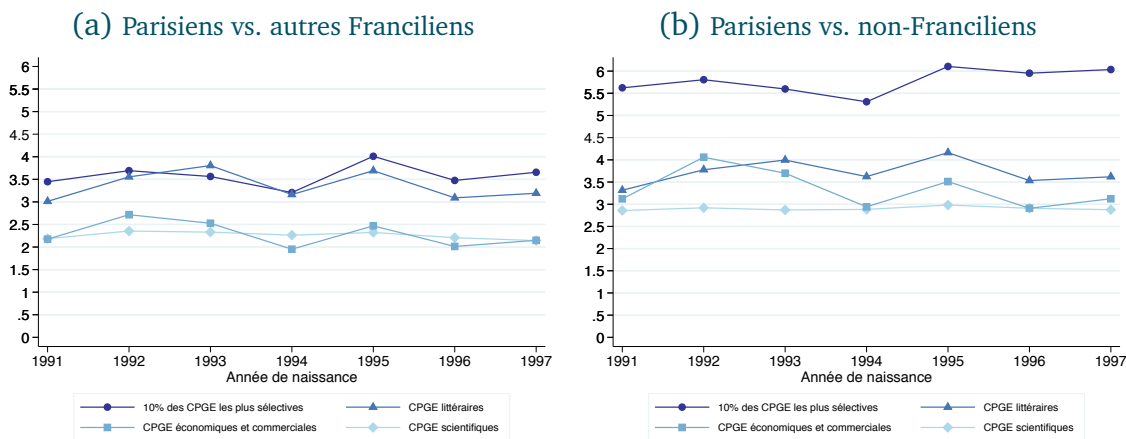 (a) Parisiens vs. autres Franciliens
6
5.5
5
4.5
4
3.5
3
2.5
2
1.5
1
.5
0
1991 1992 1993 1994 1995 1996 1997
Année de naissance
10% des CPGE les plus sélectives CPGE littéraires
CPGE économiques et commerciales CPGE scientifiques
(b) Parisiens vs. non-Franciliens
6
5.5
5
4.5
4
3.5
3
2.5
2
1.5
1
.5
0
1991 1992 1993 1994 1995 1996 1997
Année de naissance
10% des CPGE les plus sélectives CPGE littéraires
CPGE économiques et commerciales CPGE scientifiques